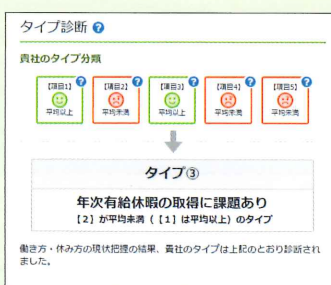 タイプ診断 ?
貴社のタイプ分類
【項目1】 ? 【項目2】 ? 【項目3】 ? 【項目4】 ? 【項目5】 ?
平均以上 平均未満 平均以上 平均未満 平均未満
タイプ③
年次有給休暇の取得に課題あり
【2】が平均未満（【1】は平均以上）のタイプ
働き方・休み方の現状把握の結果、貴社のタイプは上記のとおり診断され
ました。